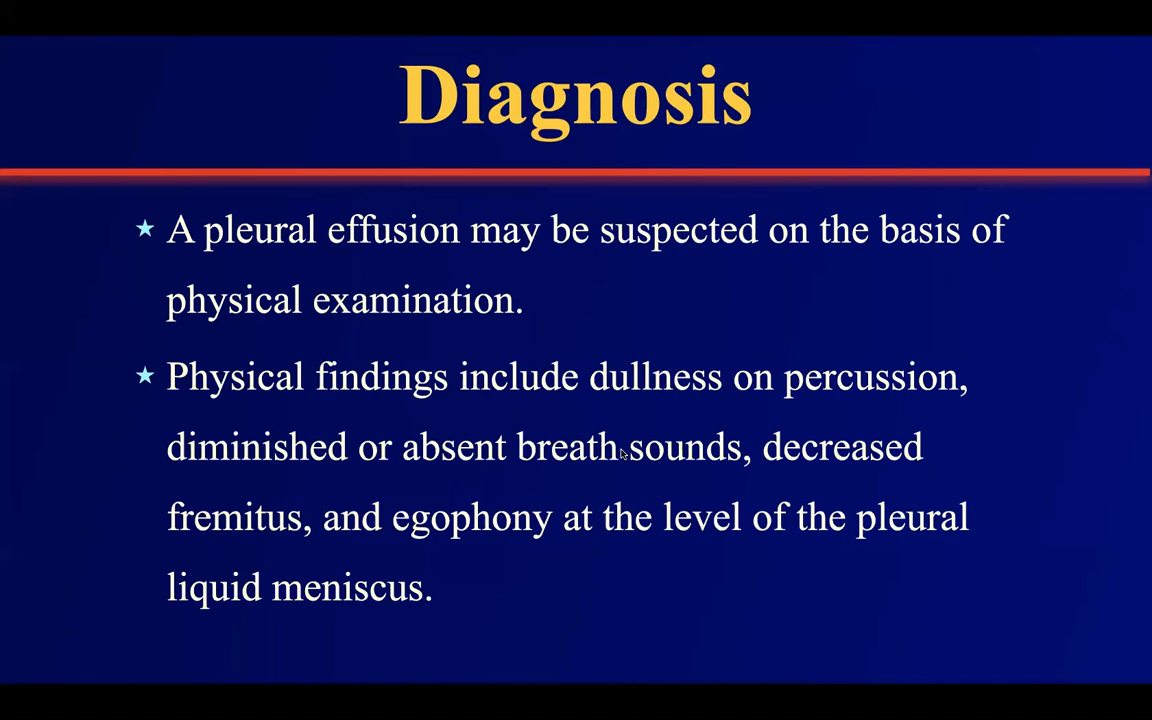 Diagnosis
A pleural effusion may be suspected on the basis of
physical examination.
Physical findings include dullness on percussion,
diminished or absent breath sounds, decreased
fremitus, and egophony at the level of the pleural
liquid meniscus.